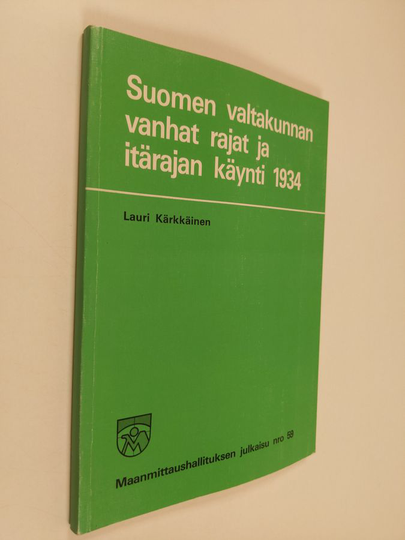 Suomen valtakunnan
vanhat rajat ja
itärajan käynti 1934
Lauri Kärkkäinen
Maanmittaushallituksen julkaisu nro 58